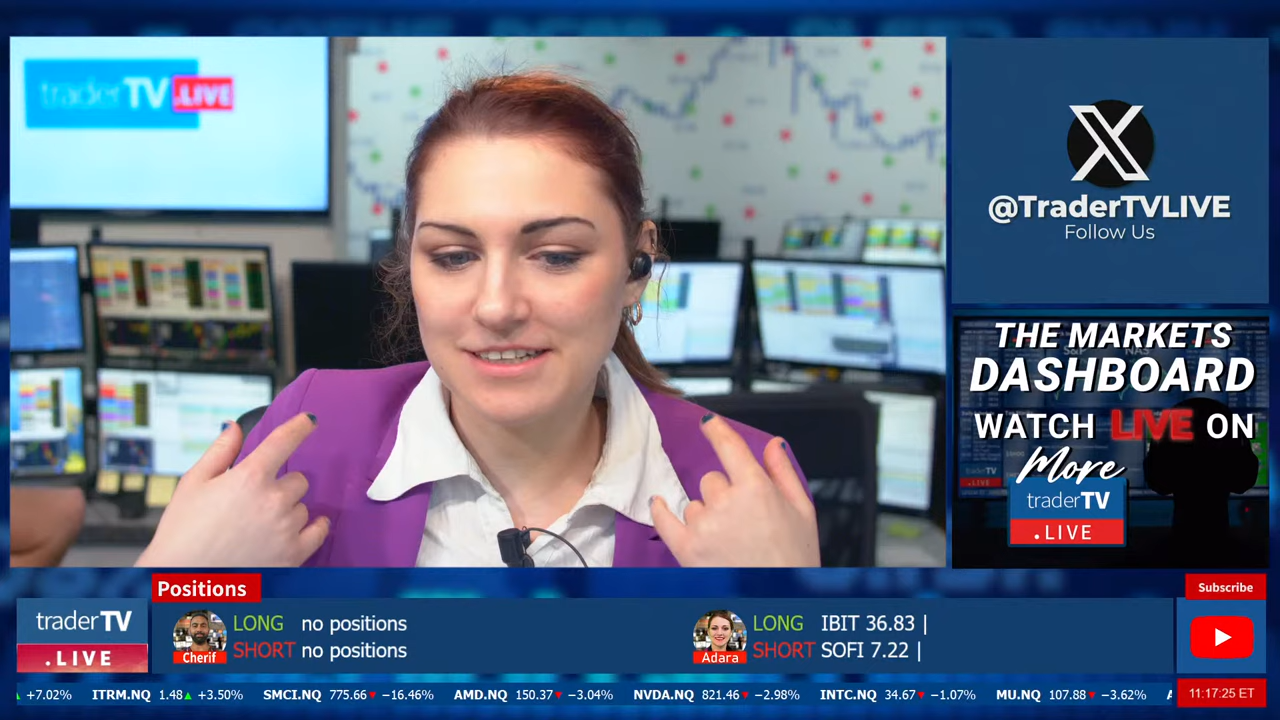 traderTV.LIVE
@TraderTVLIVE
Follow Us
THE MARKETS
DASHBOARD
WATCH LIVE ON
More
traderTV
.LIVE
Positions
Subscribe
traderTV
.LIVE
Cherif
LONG no positions
SHORT no positions
Adara
LONG IBIT 36.83 |
SHORT SOFI 7.22 |
+7.02% ITRM.NQ 1.48▲ +3.50% SMCI.NQ 775.66▼ −16.46% AMD.NQ 150.37▼ −3.04% NVDA.NQ 821.46▼ −2.98% INTC.NQ 34.67▼ −1.07% MU.NQ 107.88▼ −3.62%
11:17:25 ET